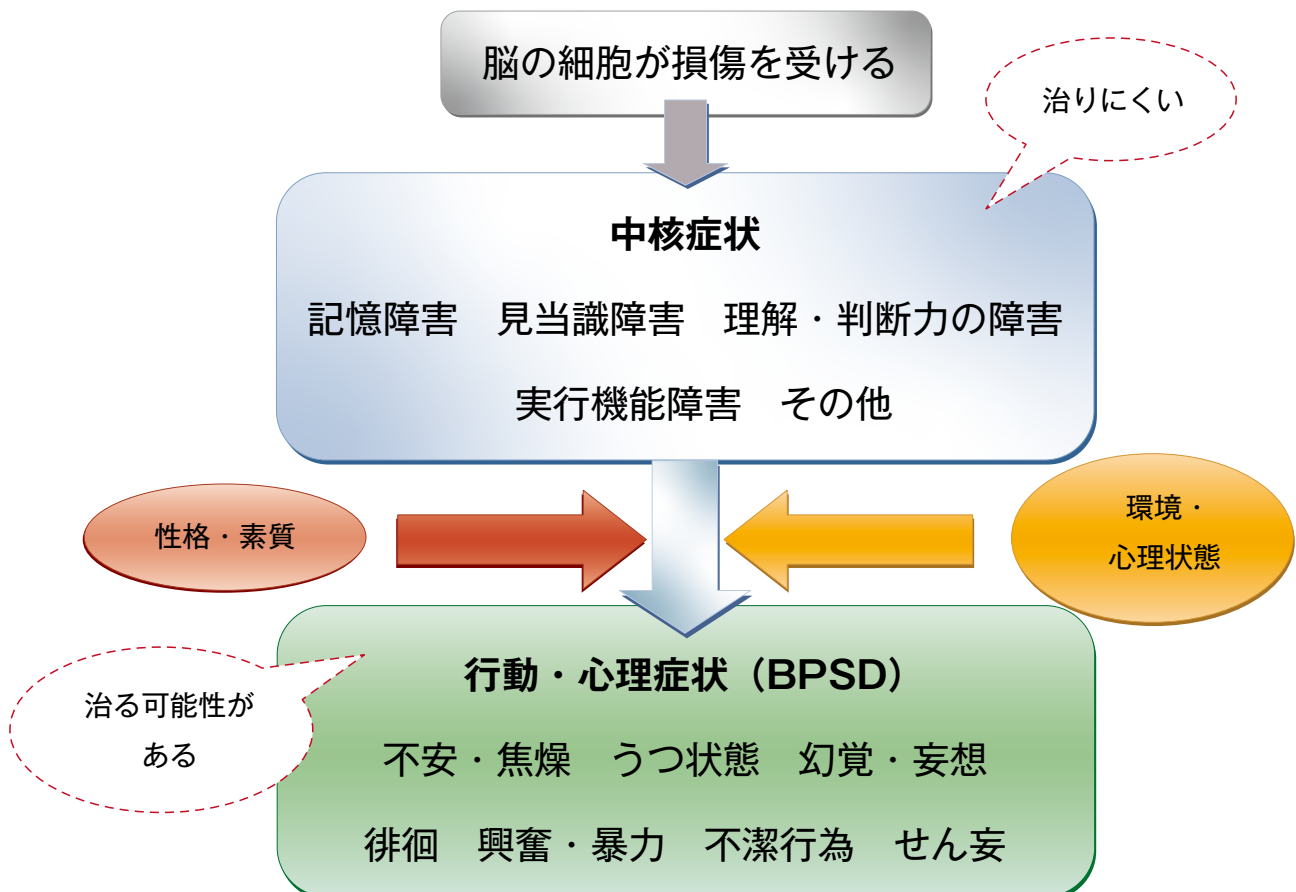 脳の細胞が損傷を受ける
治りにくい
中核症状
記憶障害　見当識障害　理解・判断力の障害
実行機能障害　その他
性格・素質
環境・
心理状態
行動・心理症状（BPSD）
治る可能性が
ある
不安・焦燥　うつ状態　幻覚・妄想
徘徊　興奮・暴力　不潔行為　せん妄